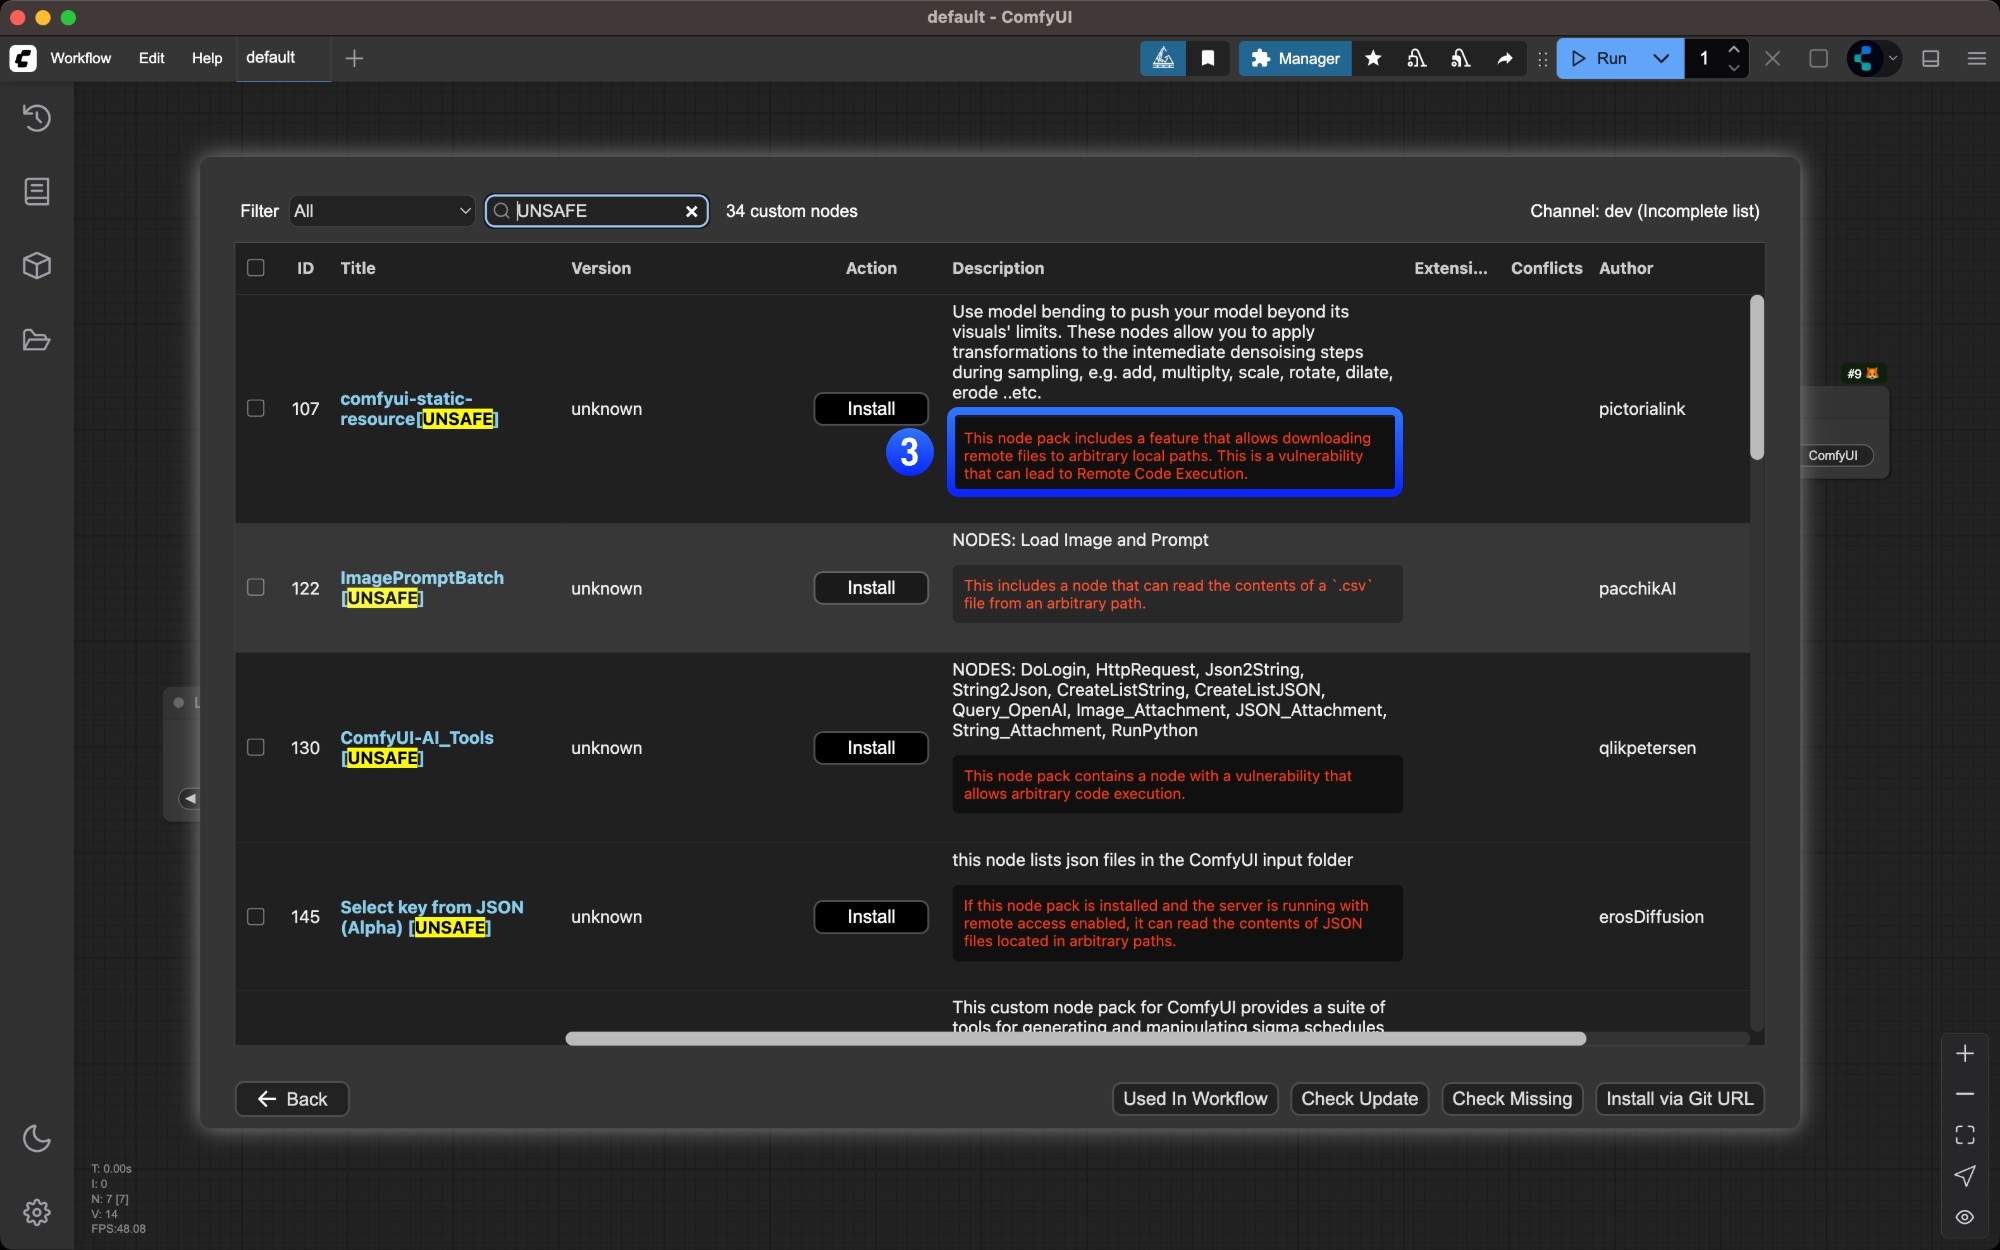 default - ComfyUI
Workflow
Edit
Help
default
Manager
Run
1
Filter
All
UNSAFE
34 custom nodes
Channel: dev (Incomplete list)
ID
Title
Version
Action
Description
Extensi...
Conflicts
Author
107
comfyui-static-
resource[UNSAFE]
unknown
Install
Use model bending to push your model beyond its
visuals' limits. These nodes allow you to apply
transformations to the intemediate densoising steps
during sampling, e.g. add, multiplty, scale, rotate, dilate,
erode ..etc.
3
This node pack includes a feature that allows downloading
remote files to arbitrary local paths. This is a vulnerability
that can lead to Remote Code Execution.
pictorialink
#9
ComfyUI
122
ImagePromptBatch
[UNSAFE]
unknown
Install
NODES: Load Image and Prompt
This includes a node that can read the contents of a `.csv`
file from an arbitrary path.
pacchikAI
130
ComfyUI-AI_Tools
[UNSAFE]
unknown
Install
NODES: DoLogin, HttpRequest, Json2String,
String2Json, CreateListString, CreateListJSON,
Query_OpenAI, Image_Attachment, JSON_Attachment,
String_Attachment, RunPython
This node pack contains a node with a vulnerability that
allows arbitrary code execution.
qlikpetersen
L
145
Select key from JSON
(Alpha) [UNSAFE]
unknown
Install
this node lists json files in the ComfyUI input folder
If this node pack is installed and the server is running with
remote access enabled, it can read the contents of JSON
files located in arbitrary paths.
erosDiffusion
This custom node pack for ComfyUI provides a suite of
tools for generating and manipulating sigma schedules
Back
Used In Workflow
Check Update
Check Missing
Install via Git URL
T: 0.00s
I: 0
N: 7 [7]
V: 14
FPS:48.08